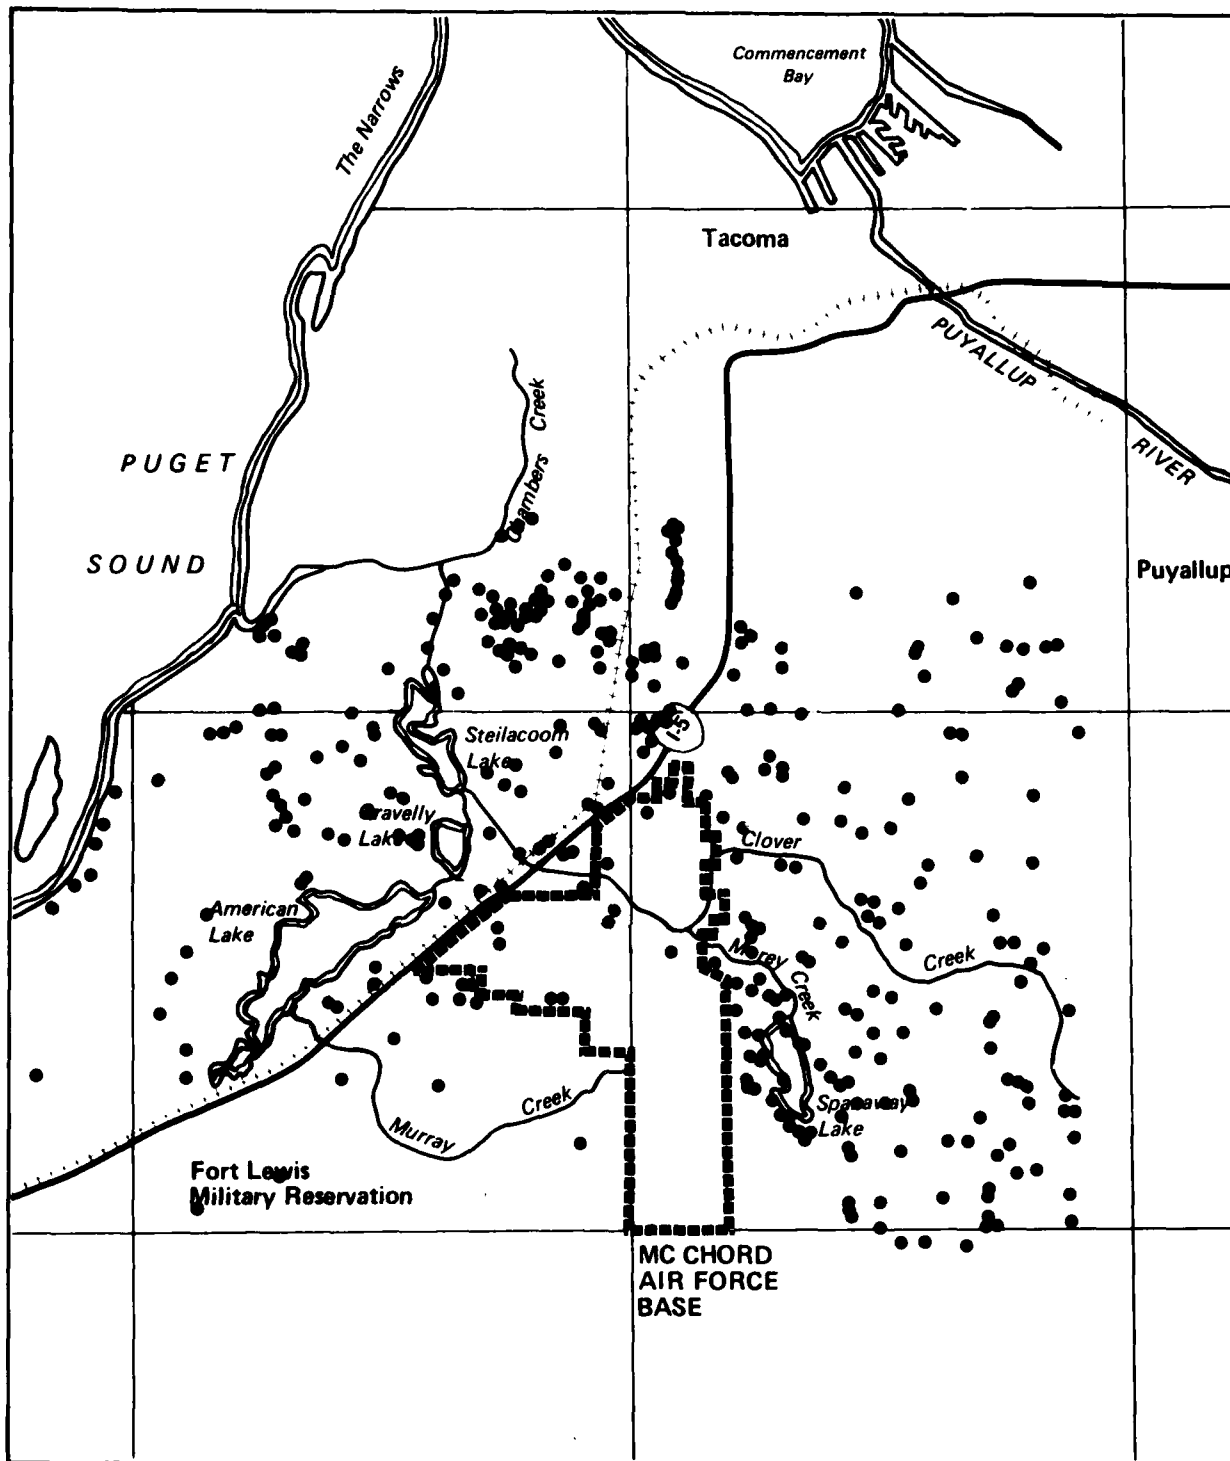 Commencement
Bay
The Narrows
Tacoma
PUYALLUP
RIVER
Chambers Creek
PUGET
SOUND
Puyallup
I-5
Steilacoom
Lake
Gravelly
Lake
Clover
Creek
American
Lake
Morey
Creek
Spanaway
Lake
Murray
Creek
Fort Lewis
Military Reservation
MC CHORD
AIR FORCE
BASE